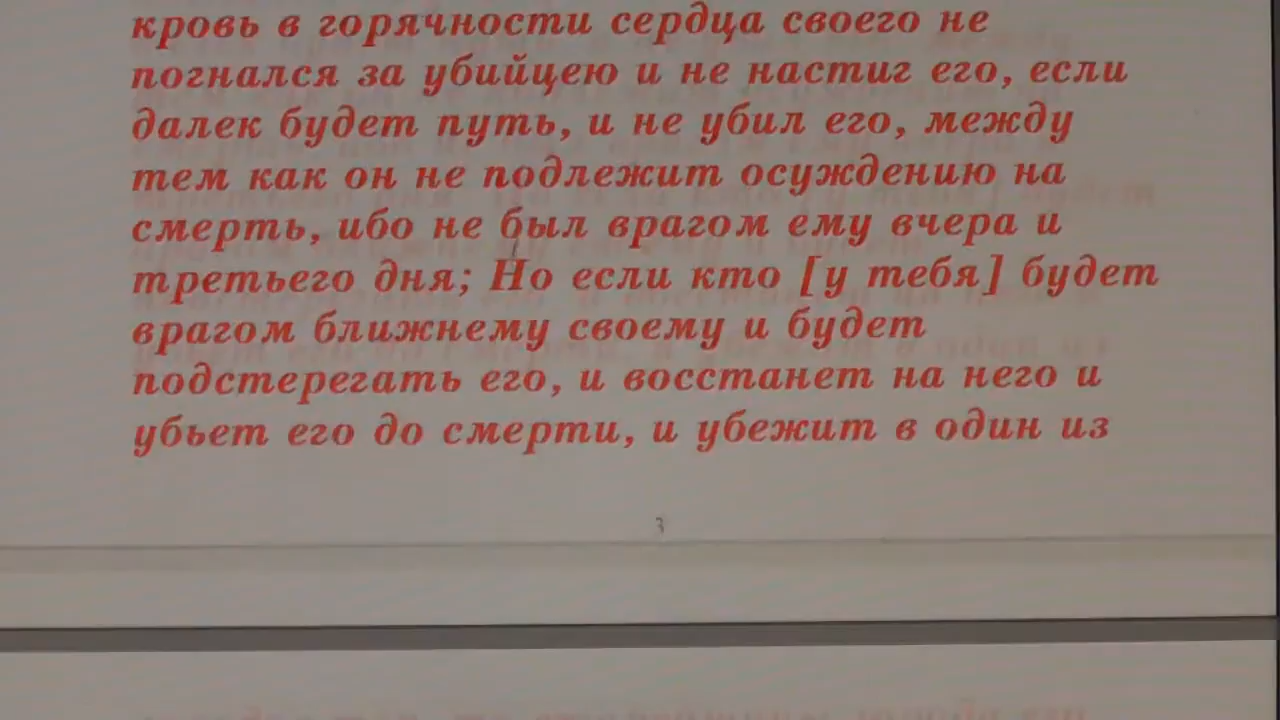 кровь в горячности сердца своего не
погнался за убийцею и не настиг его, если
далек будет путь, и не убил его, между
тем как он не подлежит осуждению на
смерть, ибо не был врагом ему вчера и
третьего дня; Но если кто [у тебя] будет
врагом ближнему своему и будет
подстерегать его, и восстанет на него и
убьет его до смерти, и убежит в один из
3